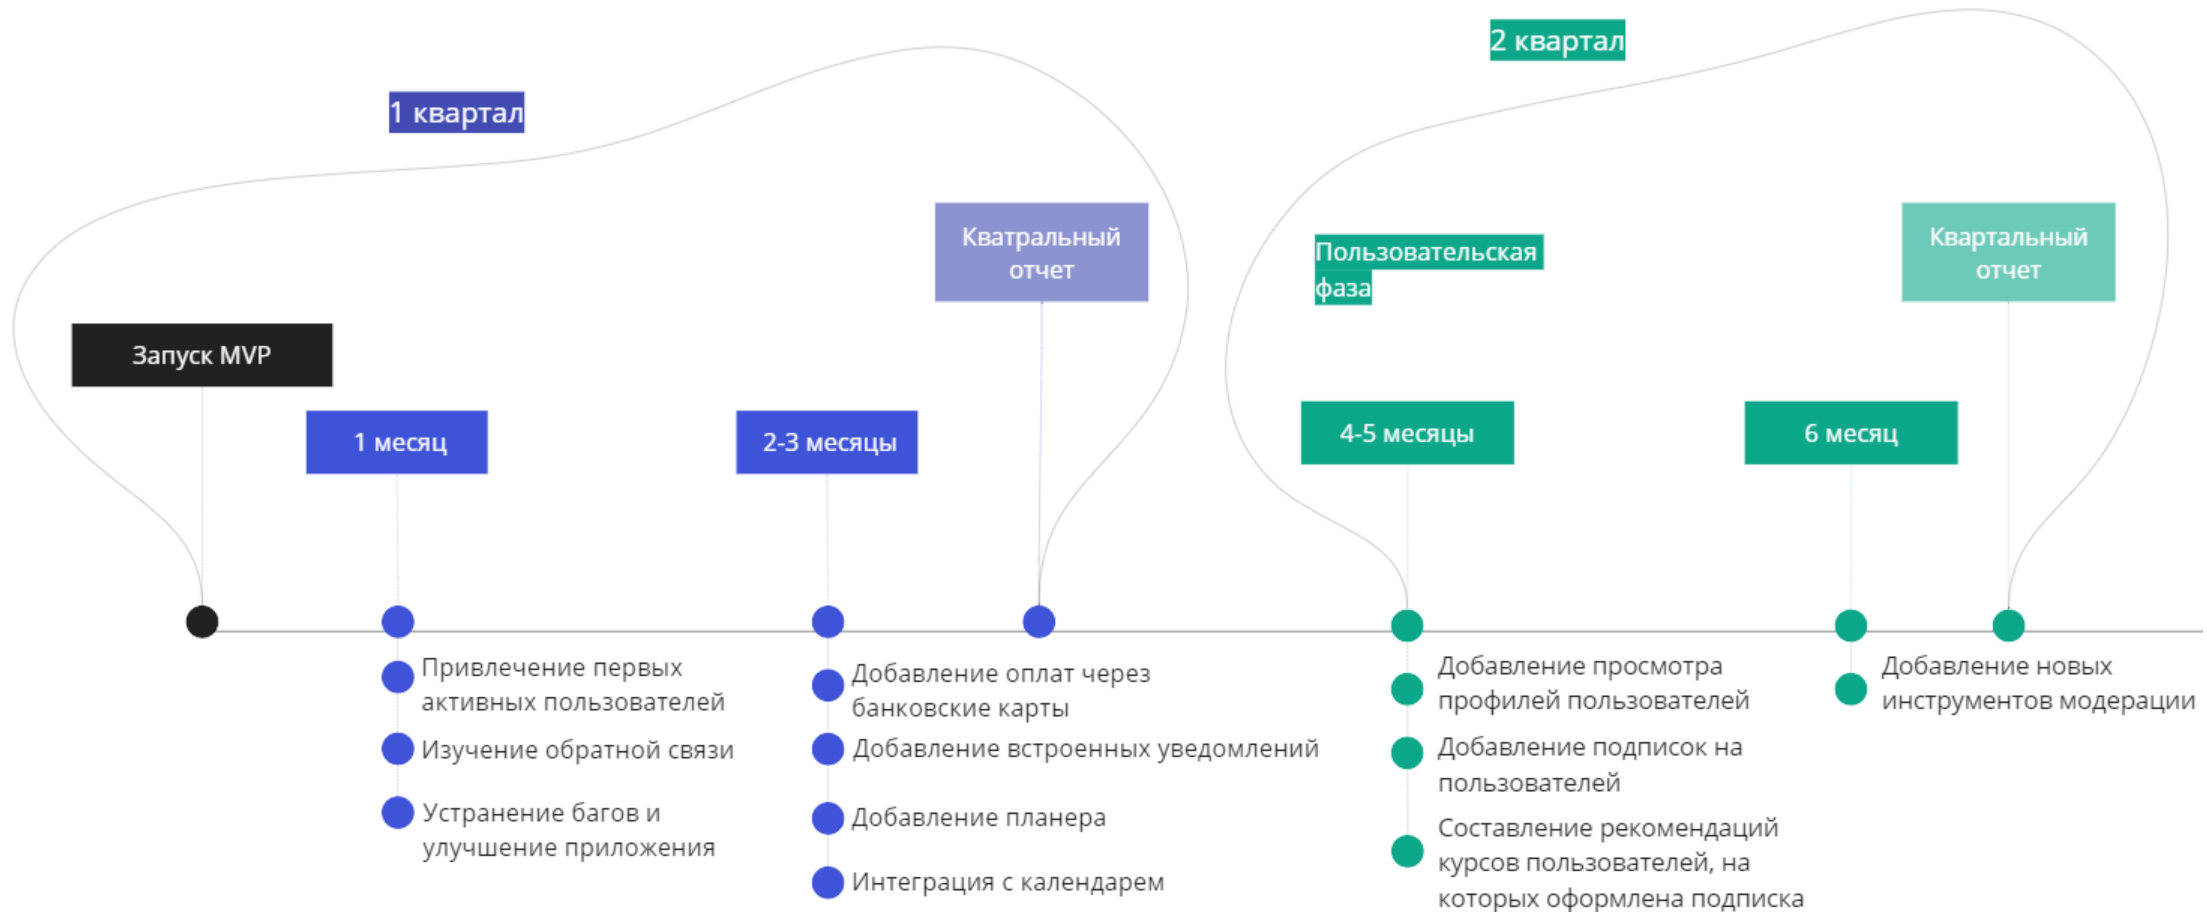 1 квартал
2 квартал
Кватральный
отчет
Пользовательская
фаза
Квартальный
отчет
Запуск MVP
1 месяц
2-3 месяцы
4-5 месяцы
6 месяц
Привлечение первых
активных пользователей
Изучение обратной связи
Устранение багов и
улучшение приложения
Добавление оплат через
банковские карты
Добавление встроенных уведомлений
Добавление планера
Интеграция с календарем
Добавление просмотра
профилей пользователей
Добавление подписок на
пользователей
Составление рекомендаций
курсов пользователей, на
которых оформлена подписка
Добавление новых
инструментов модерации